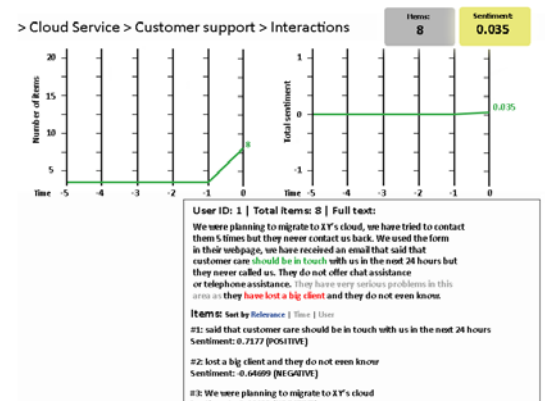 > Cloud Service > Customer support > Interactions
Items:
8
Sentiment:
0.035
Number of items
20
15
10
5
8
Time -5 -4 -3 -2 -1 0
Total sentiment
1
0
-1
0.035
Time -5 -4 -3 -2 -1 0
User ID: 1 | Total items: 8 | Full text:
We were planning to migrate to XY's cloud, we have tried to contact
them 5 times but they never contact us back. We used the form
in their webpage, we have received an email that said that
customer care should be in touch with us in the next 24 hours but
they never called us. They do not offer chat assistance
or telephone assistance. They have very serious problems in this
area as they have lost a big client and they do not even know.
Items: Sort by Relevance | Time | User
#1: said that customer care should be in touch with us in the next 24 hours
Sentiment: 0.7177 (POSITIVE)
#2: lost a big client and they do not even know
Sentiment: -0.64699 (NEGATIVE)
#3: We were planning to migrate to XY's cloud